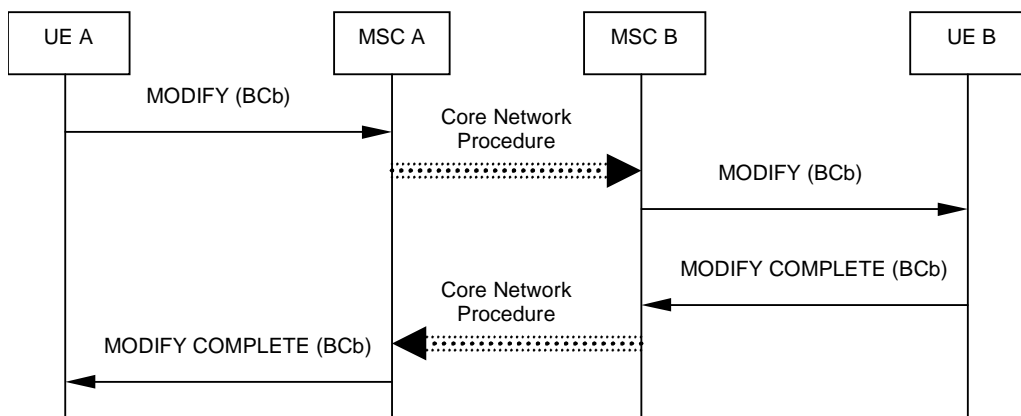 UE A
MSC A
MSC B
UE B
MODIFY (BCb)
Core Network
Procedure
MODIFY (BCb)
MODIFY COMPLETE (BCb)
Core Network
Procedure
MODIFY COMPLETE (BCb)